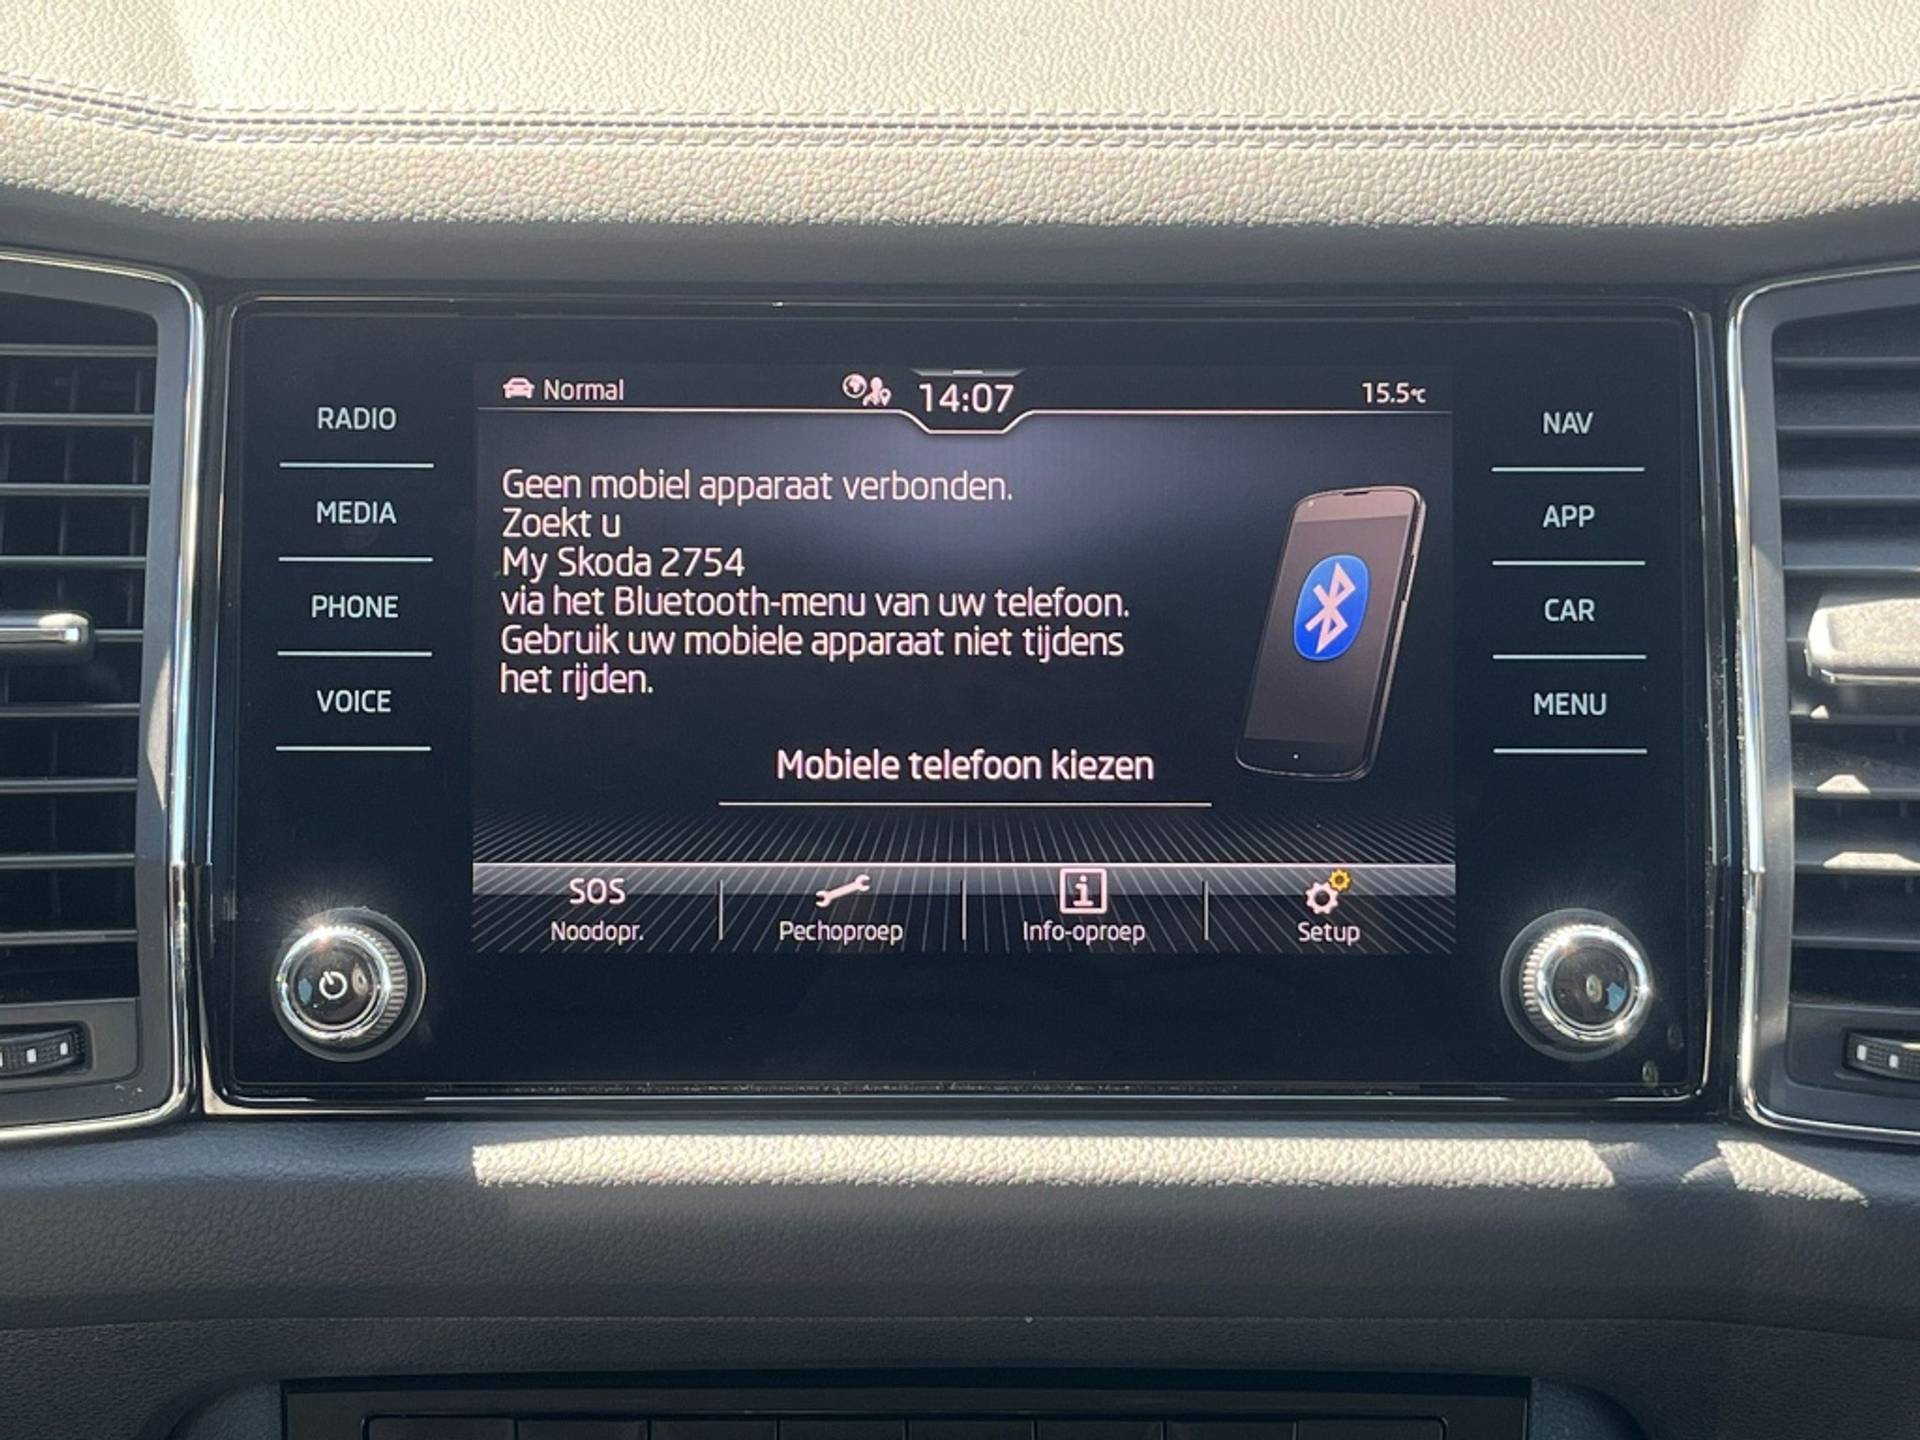 Normal
14:07
15.5°C
RADIO
MEDIA
PHONE
VOICE
Geen mobiel apparaat verbonden.
Zoekt u
My Skoda 2754
via het Bluetooth-menu van uw telefoon.
Gebruik uw mobiele apparaat niet tijdens
het rijden.
Mobiele telefoon kiezen
SOS
Noodopr.
Pechoproep
Info-oproep
Setup
NAV
APP
CAR
MENU